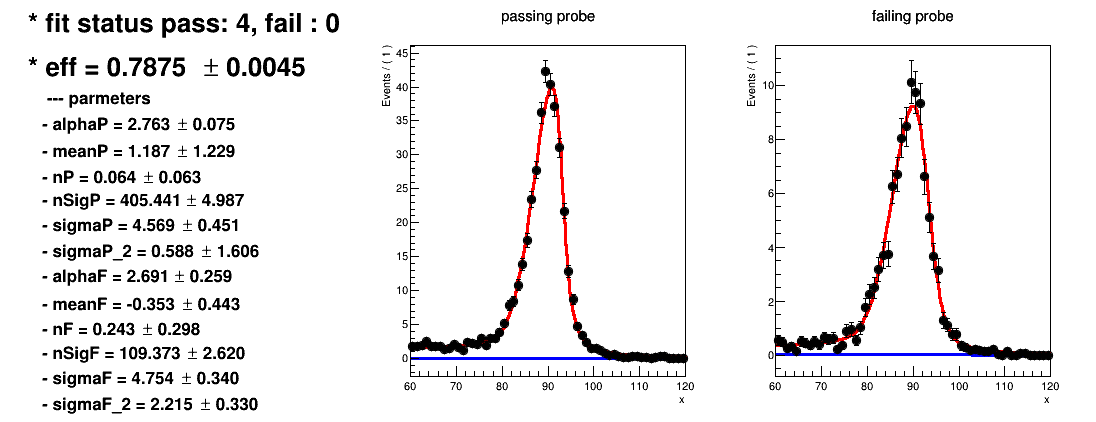 * fit status pass: 4, fail : 0
* eff = 0.7875 ± 0.0045
--- parmeters
- alphaP = 2.763 ± 0.075
- meanP = 1.187 ± 1.229
- nP = 0.064 ± 0.063
- nSigP = 405.441 ± 4.987
- sigmaP = 4.569 ± 0.451
- sigmaP_2 = 0.588 ± 1.606
- alphaF = 2.691 ± 0.259
- meanF = -0.353 ± 0.443
- nF = 0.243 ± 0.298
- nSigF = 109.373 ± 2.620
- sigmaF = 4.754 ± 0.340
- sigmaF_2 = 2.215 ± 0.330
passing probe
Events / ( 1 )
45
40
35
30
25
20
15
10
5
0
60 70 80 90 100 110 120
x
failing probe
Events / ( 1 )
10
8
6
4
2
0
60 70 80 90 100 110 120
x